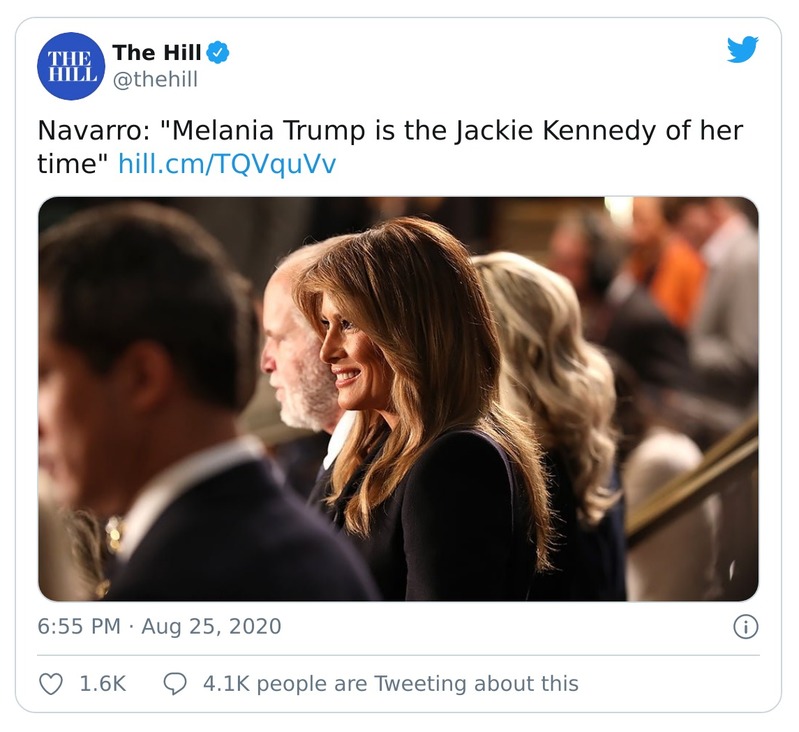 THE
HILL
The Hill
@thehill
Navarro: "Melania Trump is the Jackie Kennedy of her
time" hill.cm/TQVquVv
6:55 PM · Aug 25, 2020
1.6K
4.1K people are Tweeting about this